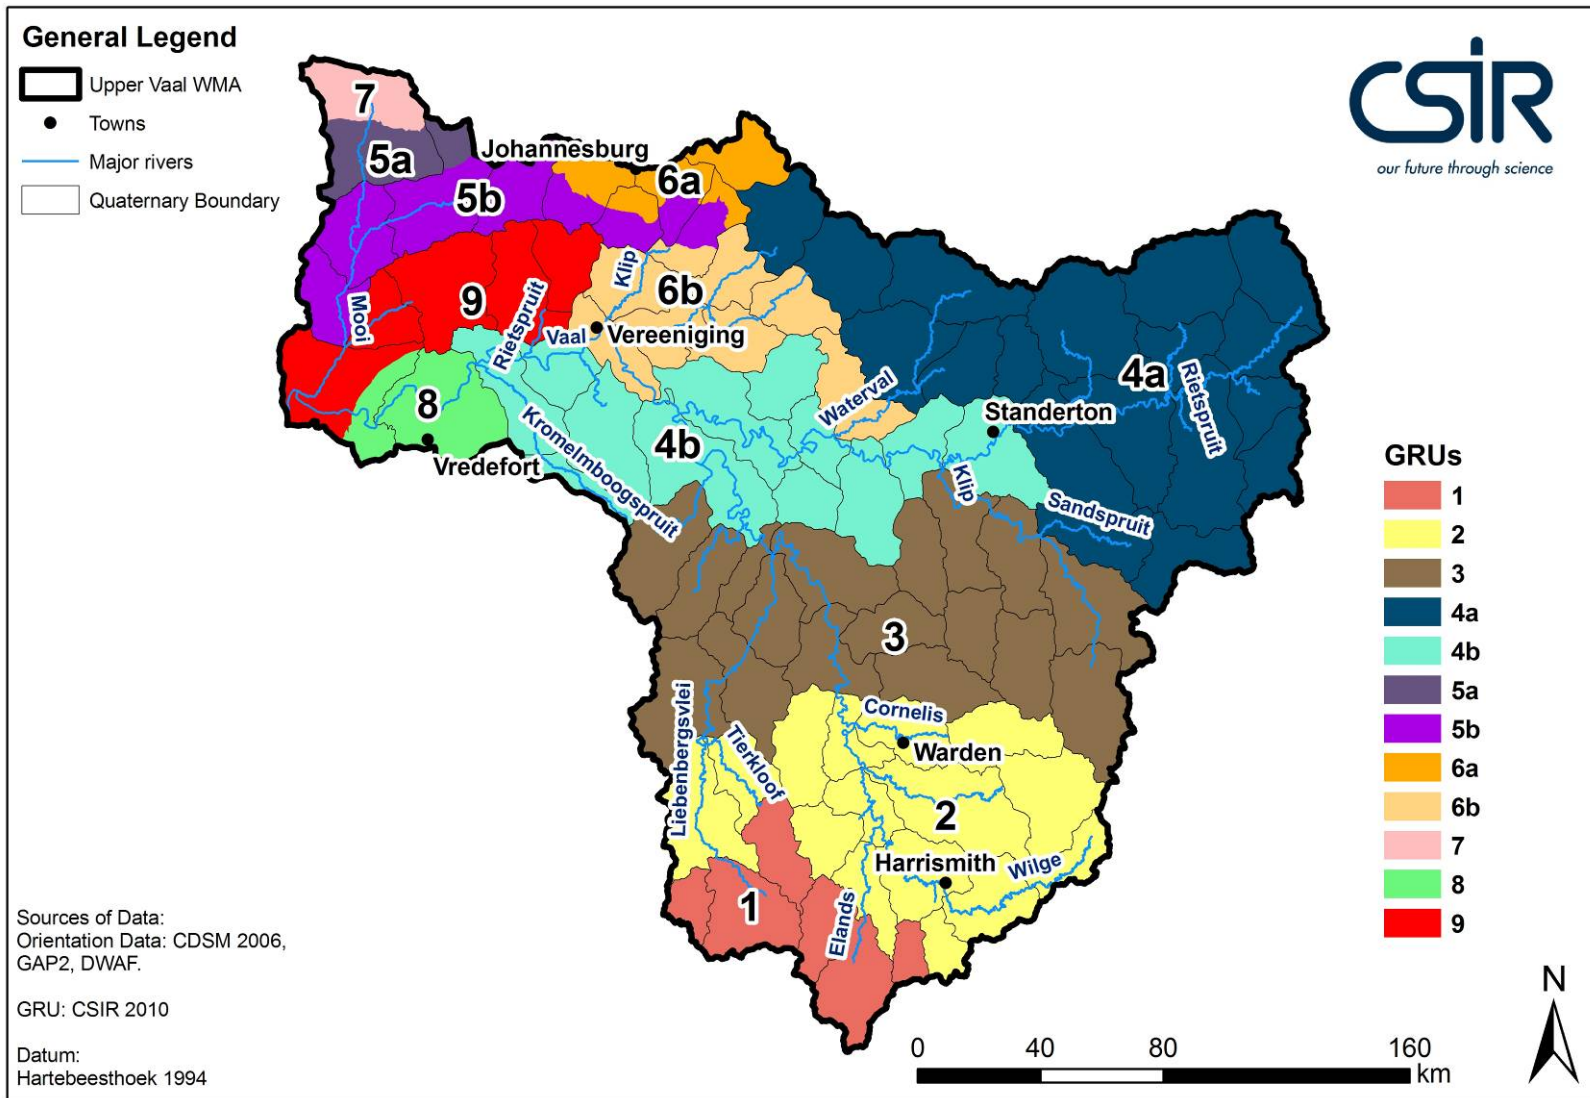 General Legend
Upper Vaal WMA
Towns
Major rivers
Quaternary Boundary
CSIR
our future through science
7
5a
Johannesburg
5b
6a
Klip
6b
9
Mooi
Rietspruit
Vaal
Vereeniging
4a
Rietspruit
Waterval
Standerton
8
Vredefort
Kromelmboogspruit
4b
Klip
Sandspruit
3
Liebenbergsvlei
Tierkloof
Cornelis
Warden
2
Harrismith
Wilge
1
Elands
GRUs
1
2
3
4a
4b
5a
5b
6a
6b
7
8
9
Sources of Data:
Orientation Data: CDSM 2006,
GAP2, DWAF.
GRU: CSIR 2010
Datum:
Hartebeesthoek 1994
0 40 80 160
km
N